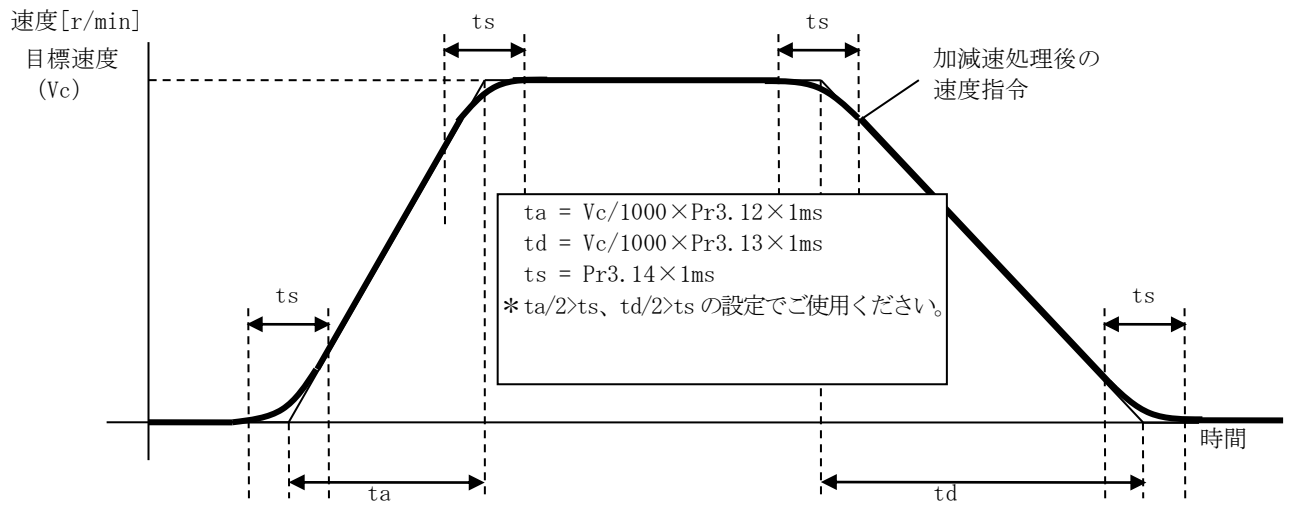 速度[r/min]
目標速度
(Vc)
ts
ts
加減速処理後の
速度指令
ta = Vc/1000×Pr3.12×1ms
td = Vc/1000×Pr3.13×1ms
ts = Pr3.14×1ms
＊ta/2>ts、td/2>ts の設定でご使用ください。
ts
ts
時間
ta
td